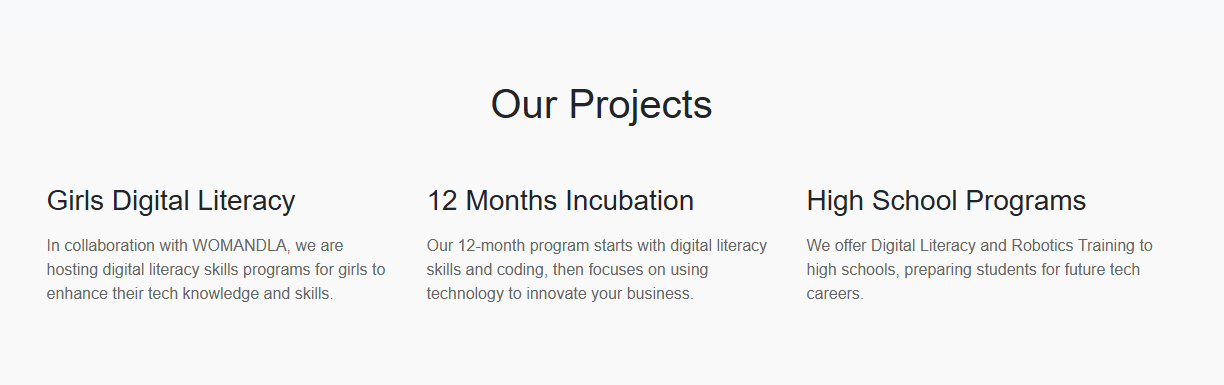 Our Projects
Girls Digital Literacy
In collaboration with WOMANDLA, we are
hosting digital literacy skills programs for girls to
enhance their tech knowledge and skills.
12 Months Incubation
Our 12-month program starts with digital literacy
skills and coding, then focuses on using
technology to innovate your business.
High School Programs
We offer Digital Literacy and Robotics Training to
high schools, preparing students for future tech
careers.